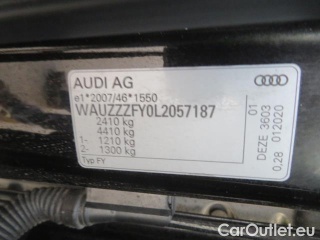 AUDI AG
e1*2007/46*1550
WAUZZZFY0L2057187
2410 kg
4410 kg
1- 1210 kg
2- 1300 kg
Typ FY
01
DEZE 3603
0,28 012020
CarOutlet.eu